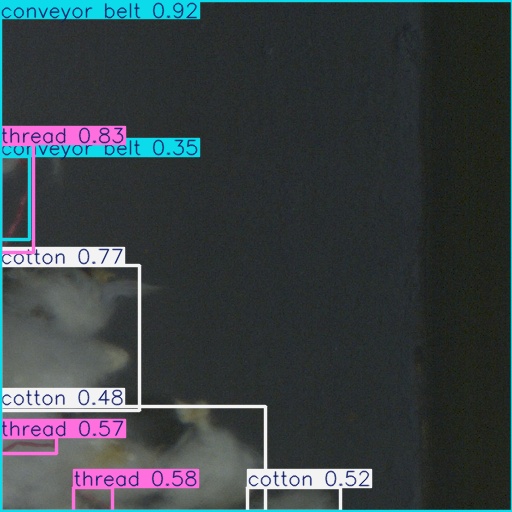 conveyor belt 0.92
thread 0.83
conveyor belt 0.35
cotton 0.77
cotton 0.48
thread 0.57
thread 0.58
cotton 0.52